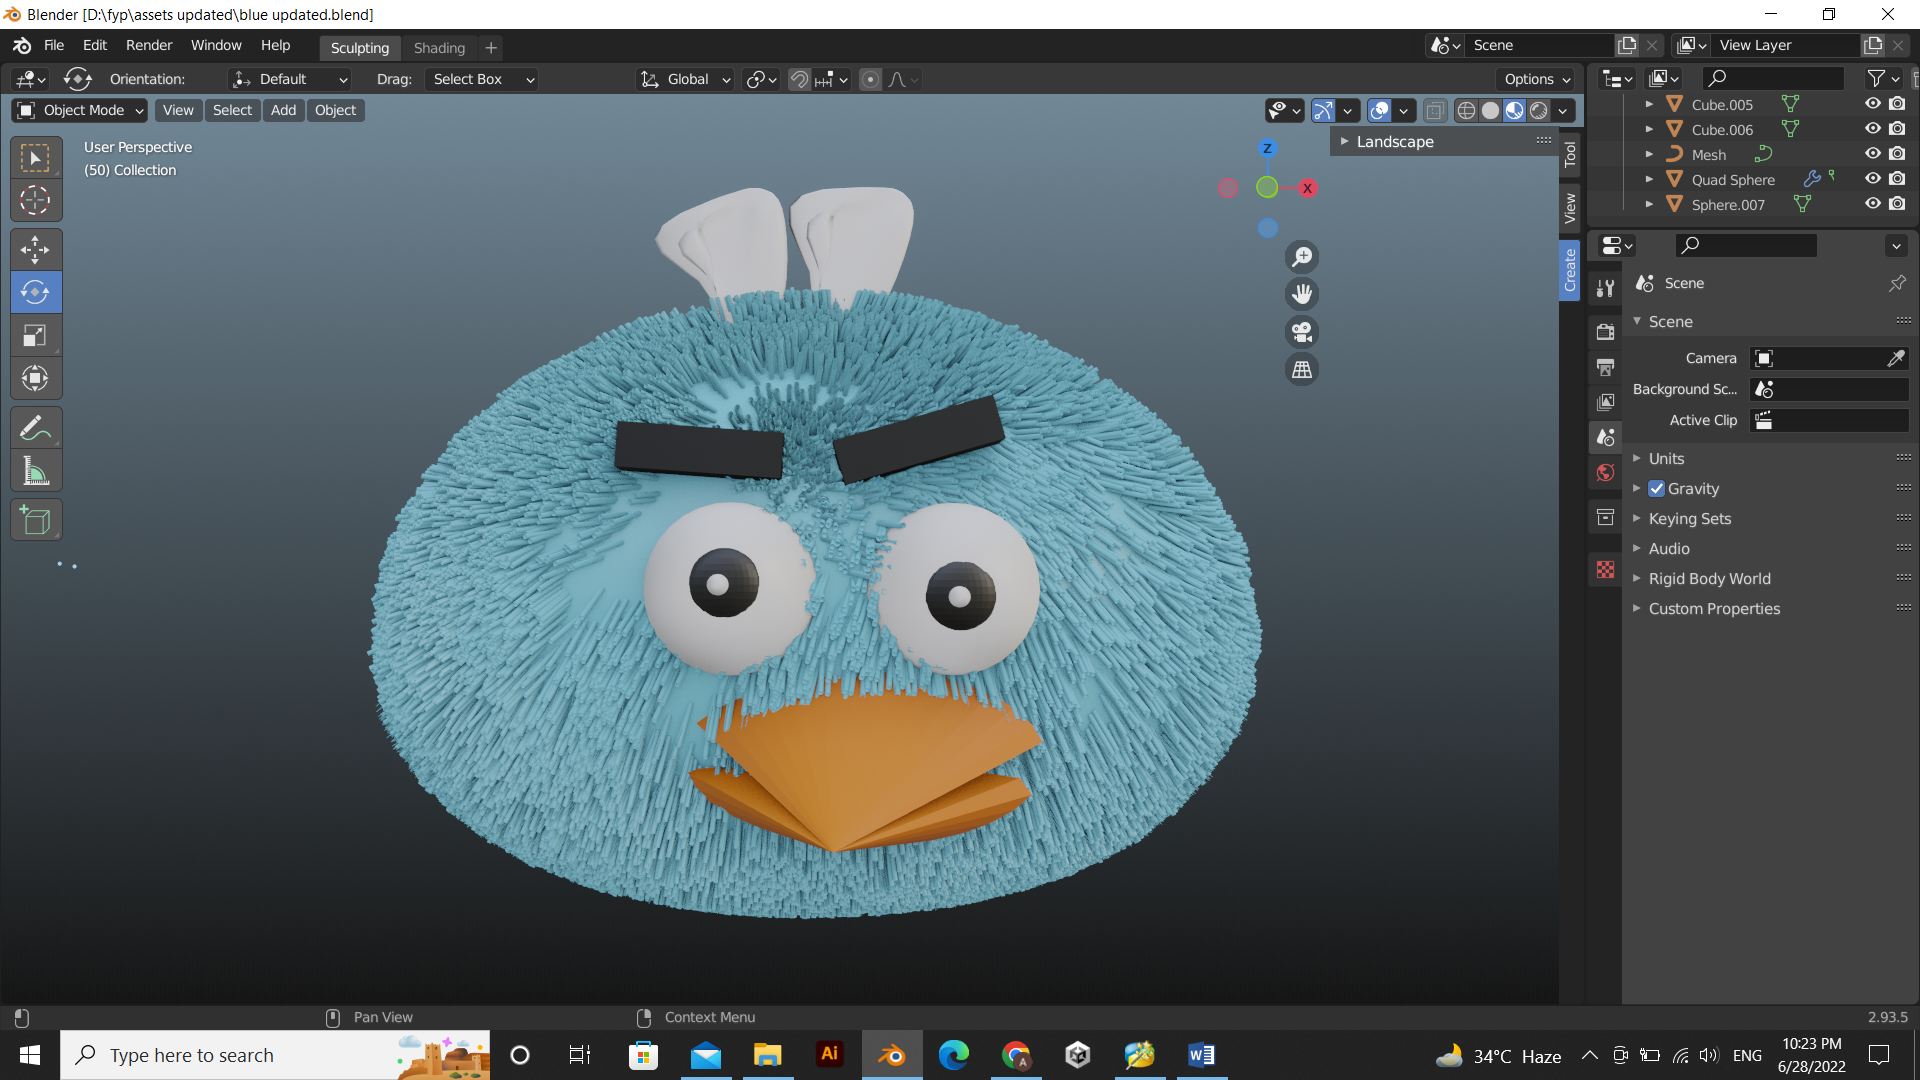 Blender [D:\fyp\assets updated\blue updated.blend]
File Edit Render Window Help Sculpting Shading + Scene View Layer
Orientation: Default Drag: Select Box Global Options
Object Mode View Select Add Object
User Perspective
(50) Collection
Z
X
Landscape
Tool
View
Create
Cube.005
Cube.006
Mesh
Quad Sphere
Sphere.007
Scene
Scene
Camera
Background Sc...
Active Clip
Units
Gravity
Keying Sets
Audio
Rigid Body World
Custom Properties
Pan View Context Menu 2.93.5
Type here to search Ai A W 34°C Haze ENG 10:23 PM
6/28/2022